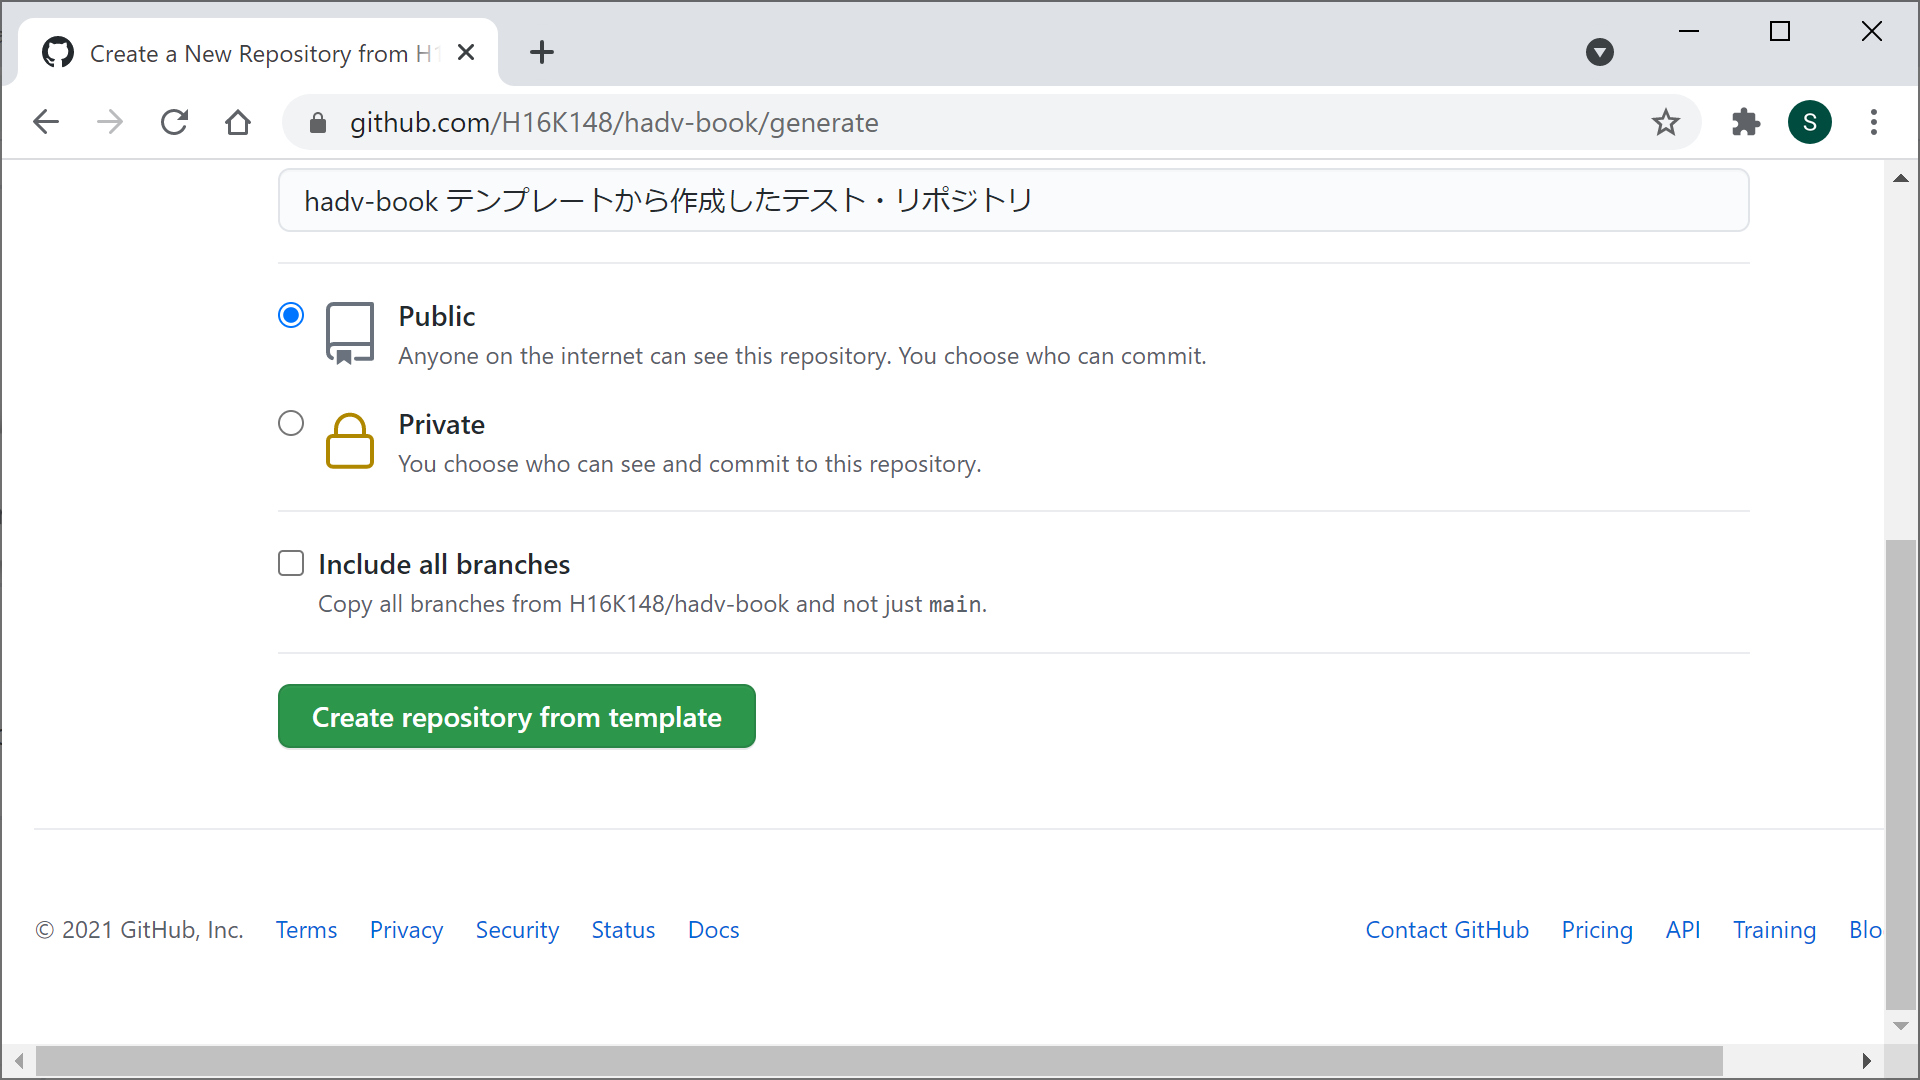 Create a New Repository from H1
github.com/H16K148/hadv-book/generate
S
hadv-book テンプレートから作成したテスト・リポジトリ
Public
Anyone on the internet can see this repository. You choose who can commit.
Private
You choose who can see and commit to this repository.
Include all branches
Copy all branches from H16K148/hadv-book and not just main.
Create repository from template
© 2021 GitHub, Inc. Terms Privacy Security Status Docs Contact GitHub Pricing API Training Blo